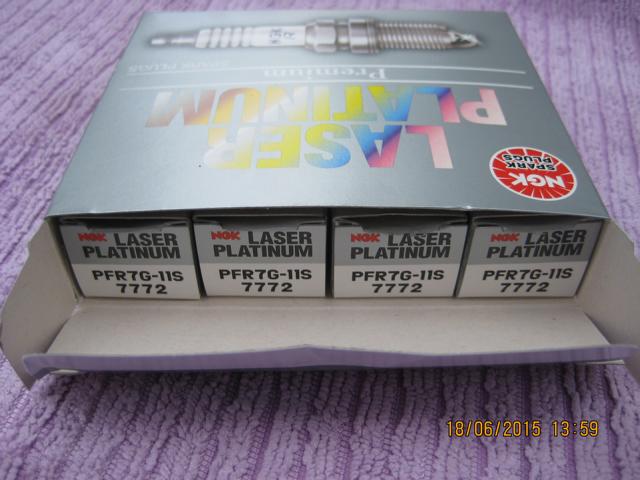 SPARK PLUGS
Premium
LASER
PLATINUM
NGK
SPARK
PLUGS
NGK LASER
PLATINUM
PFR7G-11S
7772
NGK LASER
PLATINUM
PFR7G-11S
7772
NGK LASER
PLATINUM
PFR7G-11S
7772
NGK LASER
PLATINUM
PFR7G-11S
7772
18/06/2015 13:59